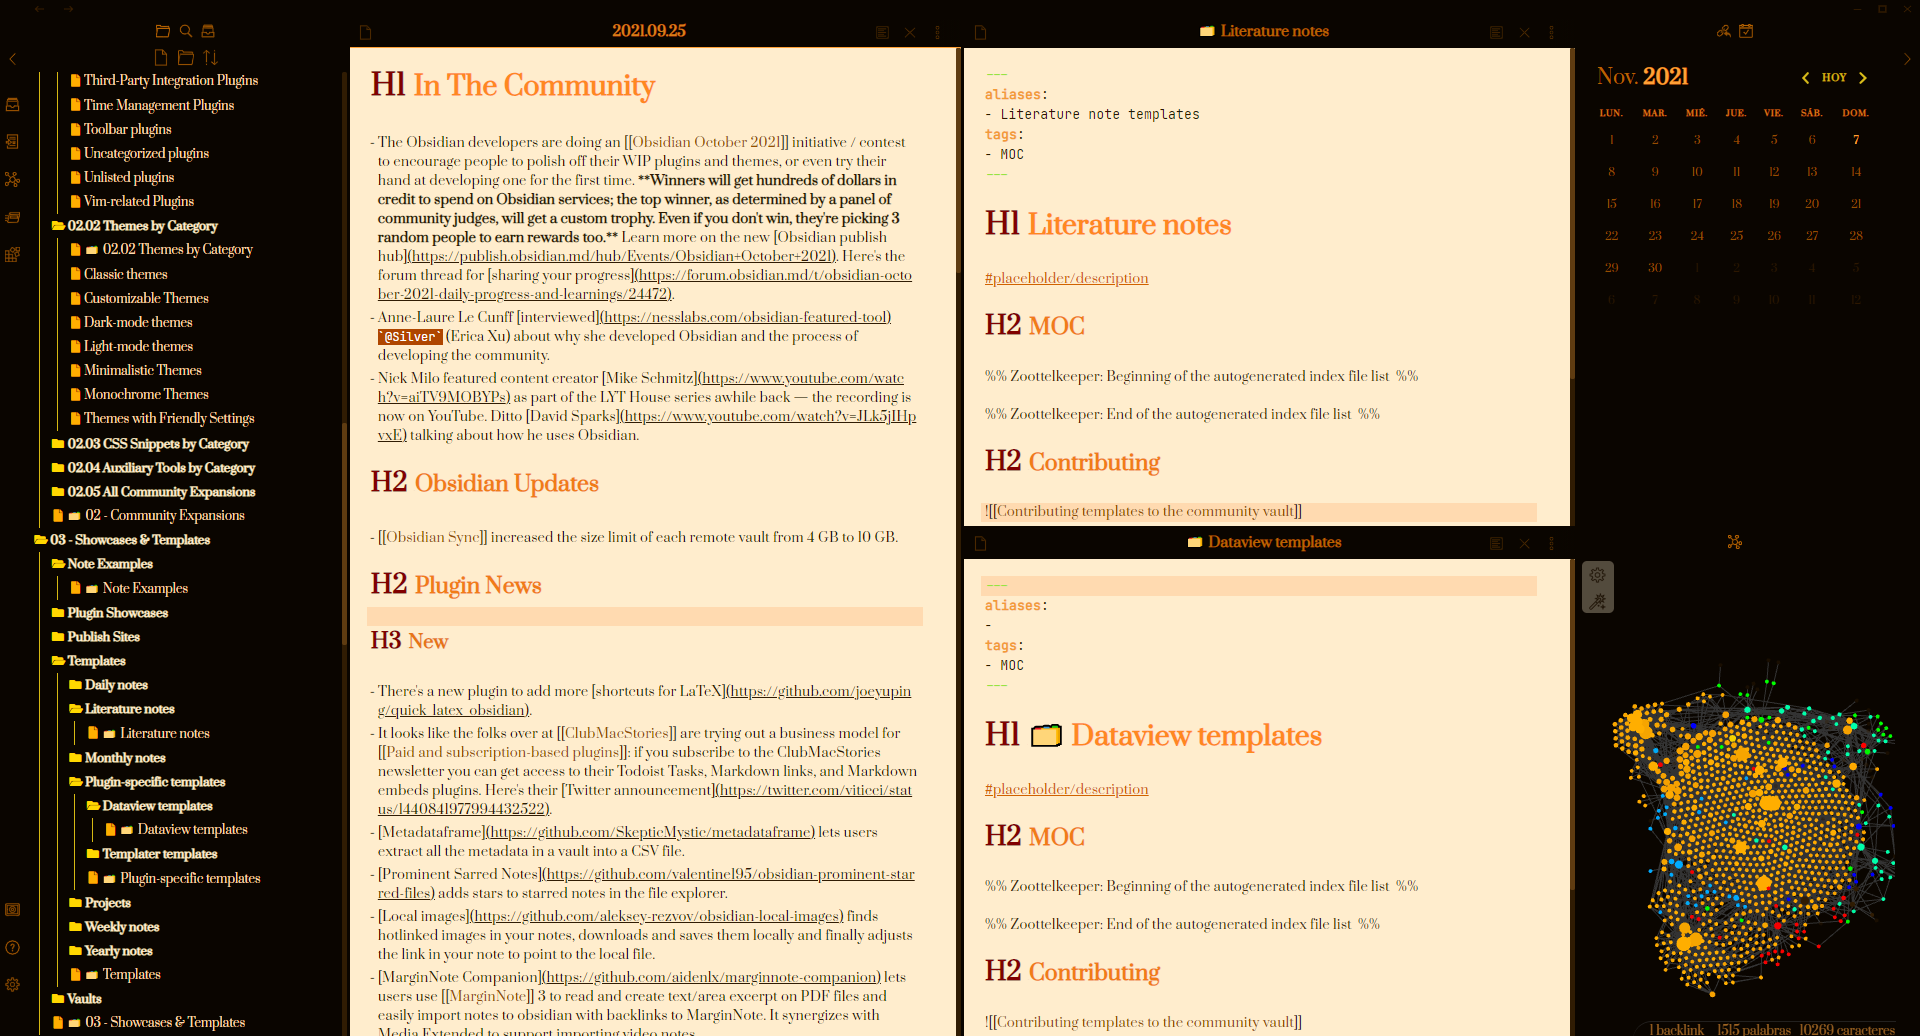 Third-Party Integration Plugins
Time Management Plugins
Toolbar plugins
Uncategorized plugins
Unlisted plugins
Vim-related Plugins
02.02 Themes by Category
02.02 Themes by Category
Classic themes
Customizable Themes
Dark-mode themes
Light-mode themes
Minimalistic Themes
Monochrome Themes
Themes with Friendly Settings
02.03 CSS Snippets by Category
02.04 Auxiliary Tools by Category
02.05 All Community Expansions
02 - Community Expansions
03 - Showcases & Templates
Note Examples
Note Examples
Plugin Showcases
Publish Sites
Templates
Daily notes
Literature notes
Literature notes
Monthly notes
Plugin-specific templates
Dataview templates
Dataview templates
Templater templates
Plugin-specific templates
Projects
Weekly notes
Yearly notes
Templates
Vaults
03 - Showcases & Templates
2021.09.25
H1 In The Community
- The Obsidian developers are doing an [[Obsidian October 2021]] initiative / contest
to encourage people to polish off their WIP plugins and themes, or even try their
hand at developing one for the first time. **Winners will get hundreds of dollars in
credit to spend on Obsidian services; the top winner, as determined by a panel of
community judges, will get a custom trophy. Even if you don't win, they're picking 3
random people to earn rewards too.** Learn more on the new [Obsidian publish
hub](https://publish.obsidian.md/hub/Events/Obsidian+October+2021). Here's the
forum thread for [sharing your progress](https://forum.obsidian.md/t/obsidian-octo
ber-2021-daily-progress-and-learnings/24472).
- Anne-Laure Le Cunff [interviewed](https://nesslabs.com/obsidian-featured-tool)
`@Silver` (Erica Xu) about why she developed Obsidian and the process of
developing the community.
- Nick Milo featured content creator [Mike Schmitz](https://www.youtube.com/watc
h?v=aiTV9MOBYPs) as part of the LYT House series awhile back — the recording is
now on YouTube. Ditto [David Sparks](https://www.youtube.com/watch?v=JLk5jIHp
vxE) talking about how he uses Obsidian.
H2 Obsidian Updates
- [[Obsidian Sync]] increased the size limit of each remote vault from 4 GB to 10 GB.
H2 Plugin News
H3 New
- There's a new plugin to add more [shortcuts for LaTeX](https://github.com/joeyupin
g/quick_latex_obsidian).
- It looks like the folks over at [[ClubMacStories]] are trying out a business model for
[[Paid and subscription-based plugins]]: if you subscribe to the ClubMacStories
newsletter you can get access to their Todoist Tasks, Markdown links, and Markdown
embeds plugins. Here's their [Twitter announcement](https://twitter.com/viticci/stat
us/1440841977994432522).
- [Metadataframe](https://github.com/SkepticMystic/metadataframe) lets users
extract all the metadata in a vault into a CSV file.
- [Prominent Sarred Notes](https://github.com/valentine195/obsidian-prominent-star
red-files) adds stars to starred notes in the file explorer.
- [Local images](https://github.com/aleksey-rezvov/obsidian-local-images) finds
hotlinked images in your notes, downloads and saves them locally and finally adjusts
the link in your note to point to the local file.
- [MarginNote Companion](https://github.com/aidenlx/marginnote-companion) lets
users use [[MarginNote]] 3 to read and create text/area excerpt on PDF files and
easily import notes to obsidian with backlinks to MarginNote. It synergizes with
Media Extended to support importing video notes
Literature notes
---
aliases:
- Literature note templates
tags:
- MOC
---
H1 Literature notes
#placeholder/description
H2 MOC
%% Zoottelkeeper: Beginning of the autogenerated index file list %%
%% Zoottelkeeper: End of the autogenerated index file list %%
H2 Contributing
![[Contributing templates to the community vault]]
Dataview templates
---
aliases:
-
tags:
- MOC
---
H1 🗂️ Dataview templates
#placeholder/description
H2 MOC
%% Zoottelkeeper: Beginning of the autogenerated index file list %%
%% Zoottelkeeper: End of the autogenerated index file list %%
H2 Contributing
![[Contributing templates to the community vault]]
Nov. 2021
HOY
LUN. MAR. MIÉ. JUE. VIE. SÁB. DOM.
1 2 3 4 5 6 7
8 9 10 11 12 13 14
15 16 17 18 19 20 21
22 23 24 25 26 27 28
29 30 1 2 3 4 5
6 7 8 9 10 11 12
1 backlink 1515 palabras 10269 caracteres